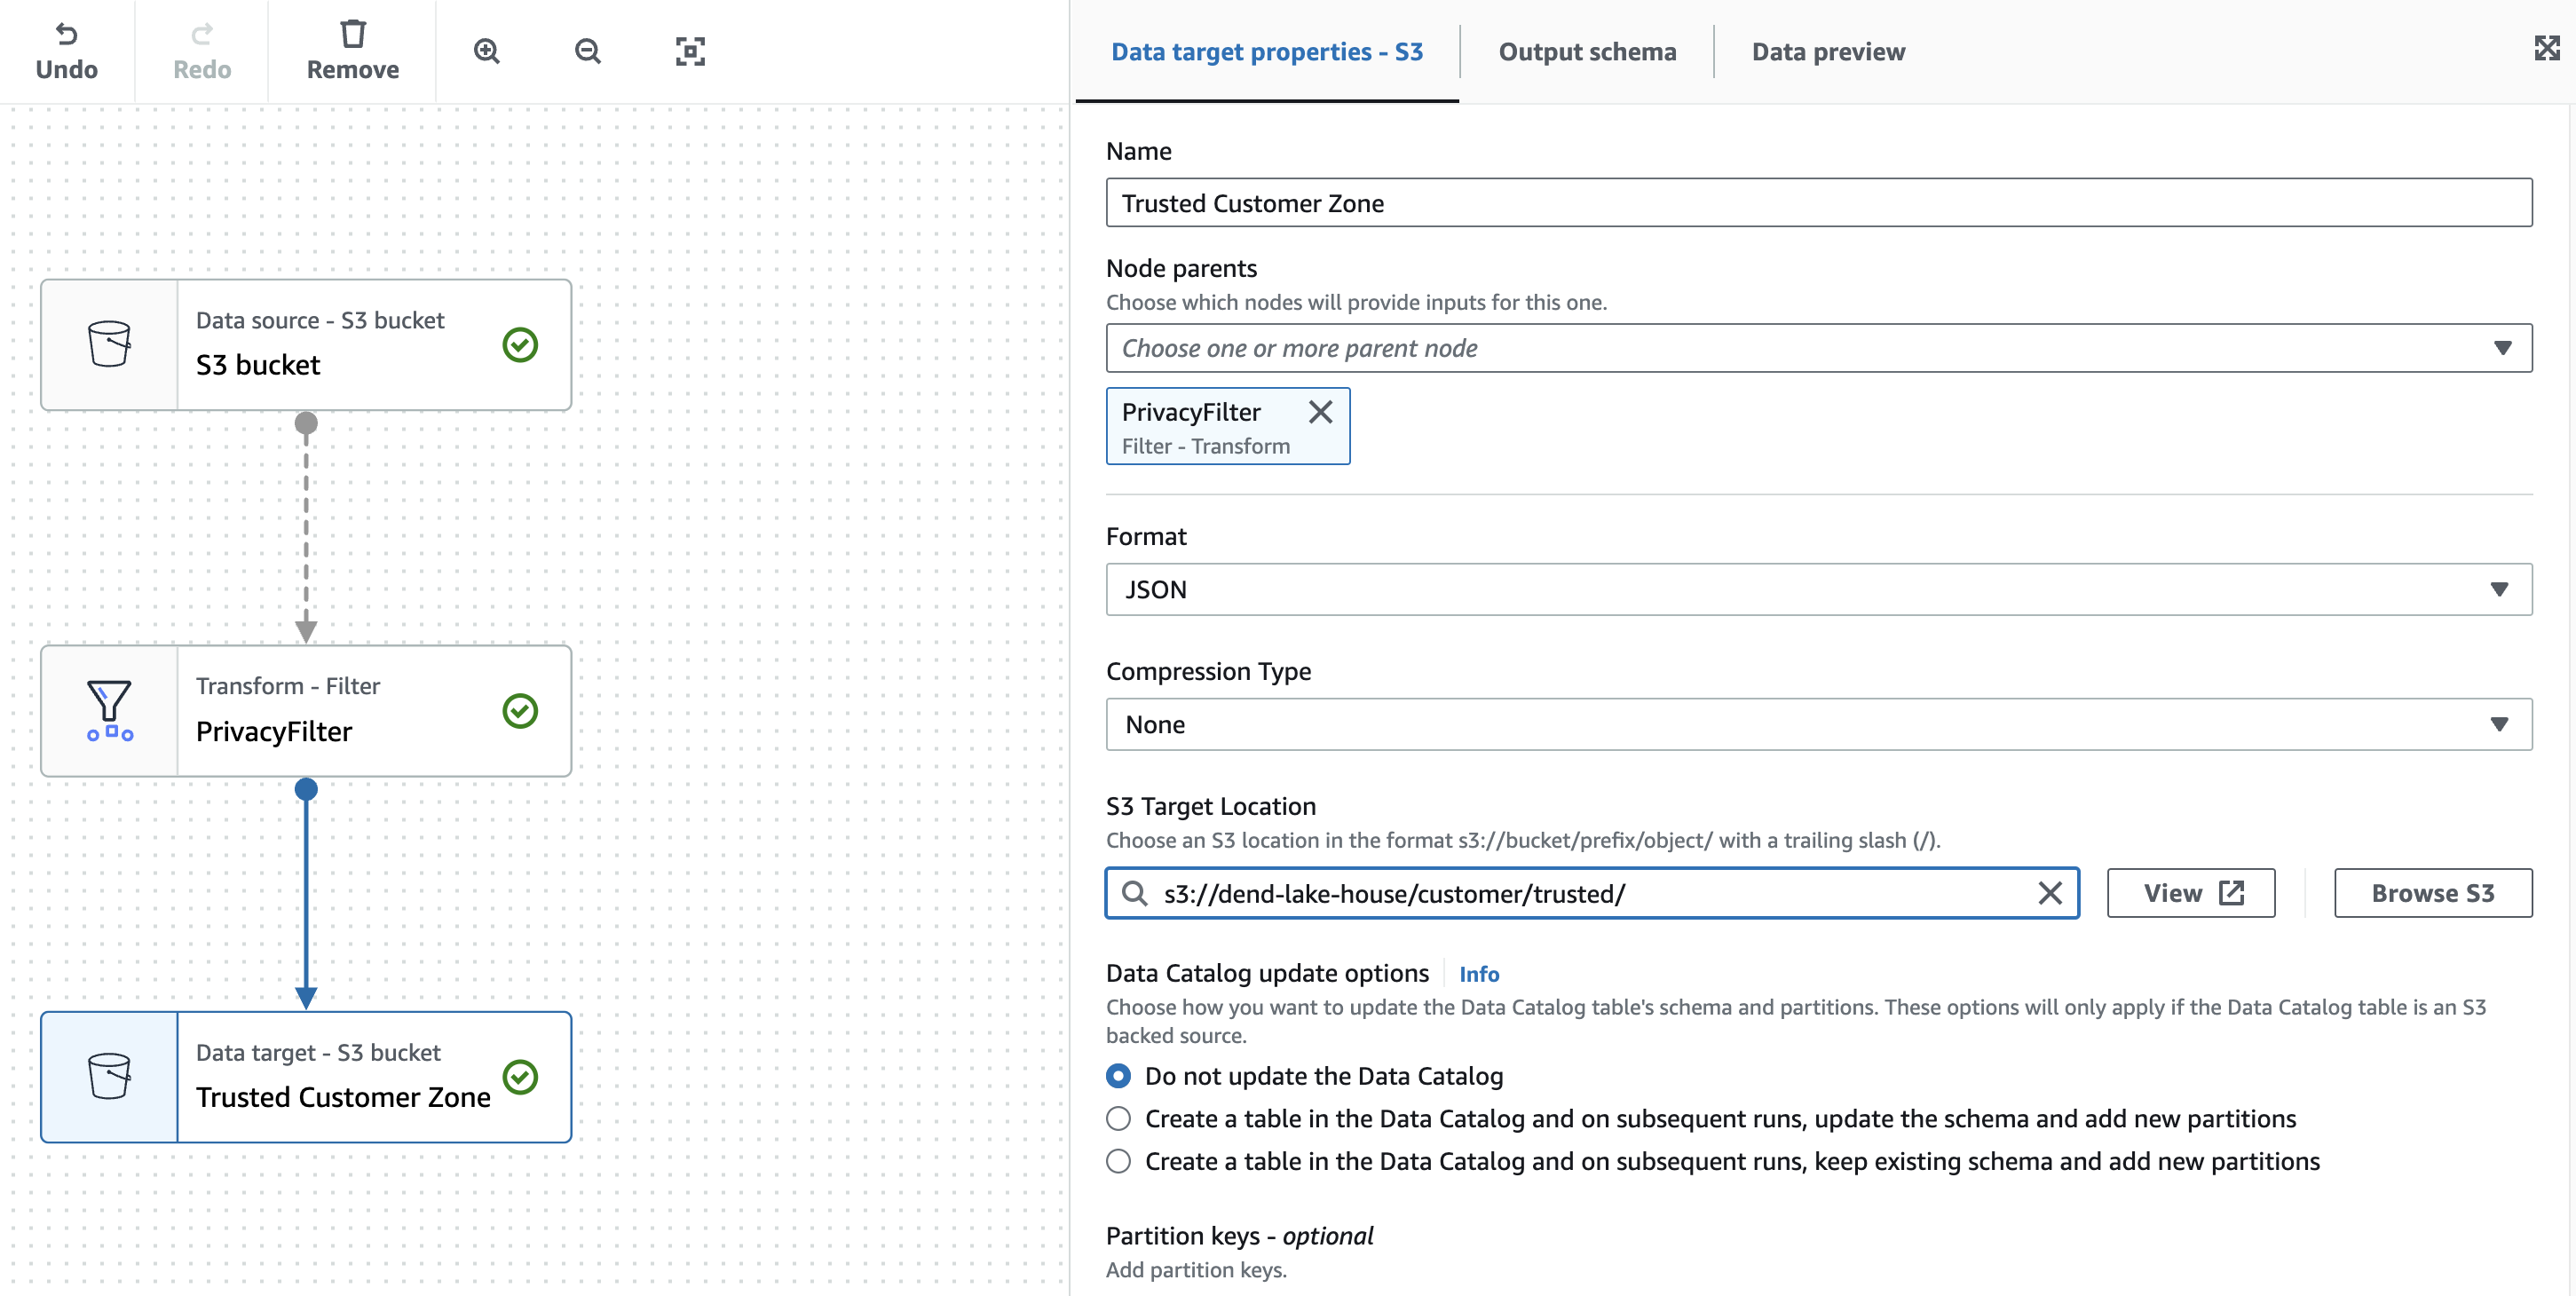 Undo
Redo
Remove
Data source - S3 bucket
S3 bucket
Transform - Filter
PrivacyFilter
Data target - S3 bucket
Trusted Customer Zone
Data target properties - S3
Output schema
Data preview
Name
Trusted Customer Zone
Node parents
Choose which nodes will provide inputs for this one.
Choose one or more parent node
PrivacyFilter
Filter - Transform
Format
JSON
Compression Type
None
S3 Target Location
Choose an S3 location in the format s3://bucket/prefix/object/ with a trailing slash (/).
s3://dend-lake-house/customer/trusted/
View
Browse S3
Data Catalog update options
Info
Choose how you want to update the Data Catalog table's schema and partitions. These options will only apply if the Data Catalog table is an S3
backed source.
Do not update the Data Catalog
Create a table in the Data Catalog and on subsequent runs, update the schema and add new partitions
Create a table in the Data Catalog and on subsequent runs, keep existing schema and add new partitions
Partition keys - optional
Add partition keys.